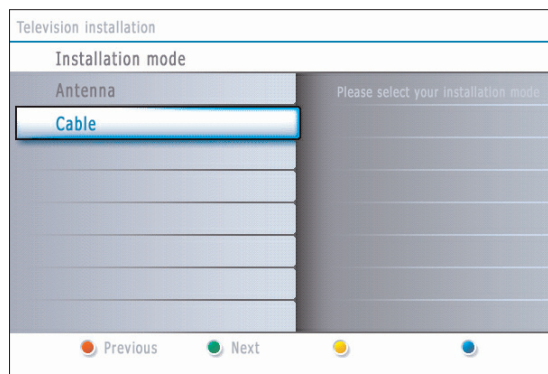 Television installation
Installation mode
Antenna
Please select your installation mode
Cable
Previous
Next